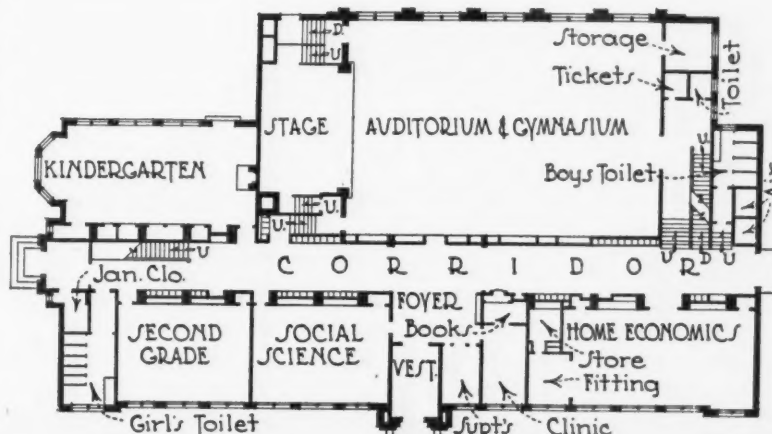 Storage
D.
U
Tickets
Toilet
STAGE
AUDITORIUM & GYMNASIUM
KINDERGARTEN
U
Boys Toilet
U.
U.
U
CORRIDOR
U D U
Jan. Clo.
FOYER
Books
SECOND
GRADE
SOCIAL
SCIENCE
HOME ECONOMICS
Store
VEST.
Fitting
Girl's Toilet
Supt's
Clinic